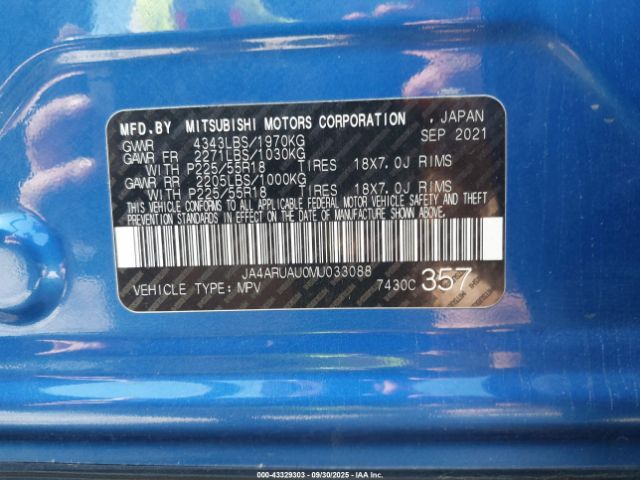 MFD.BY MITSUBISHI MOTORS CORPORATION , JAPAN
GVWR 4343LBS/1970KG SEP 2021
GAWR FR 2271LBS/1030KG
WITH P225/55R18 TIRES 18X7.0J RIMS
GAWR RR 2205LBS/1000KG
WITH P225/55R18 TIRES 18X7.0J RIMS
THIS VEHICLE CONFORMS TO ALL APPLICABLE FEDERAL MOTOR VEHICLE SAFETY AND THEFT
PREVENTION STANDARDS IN EFFECT ON THE DATE OF MANUFACTURE SHOWN ABOVE.
JA4ARUAU0MU033088
VEHICLE TYPE: MPV 7430C 357
000-43329303 - 09/30/2025 - IAA Inc.